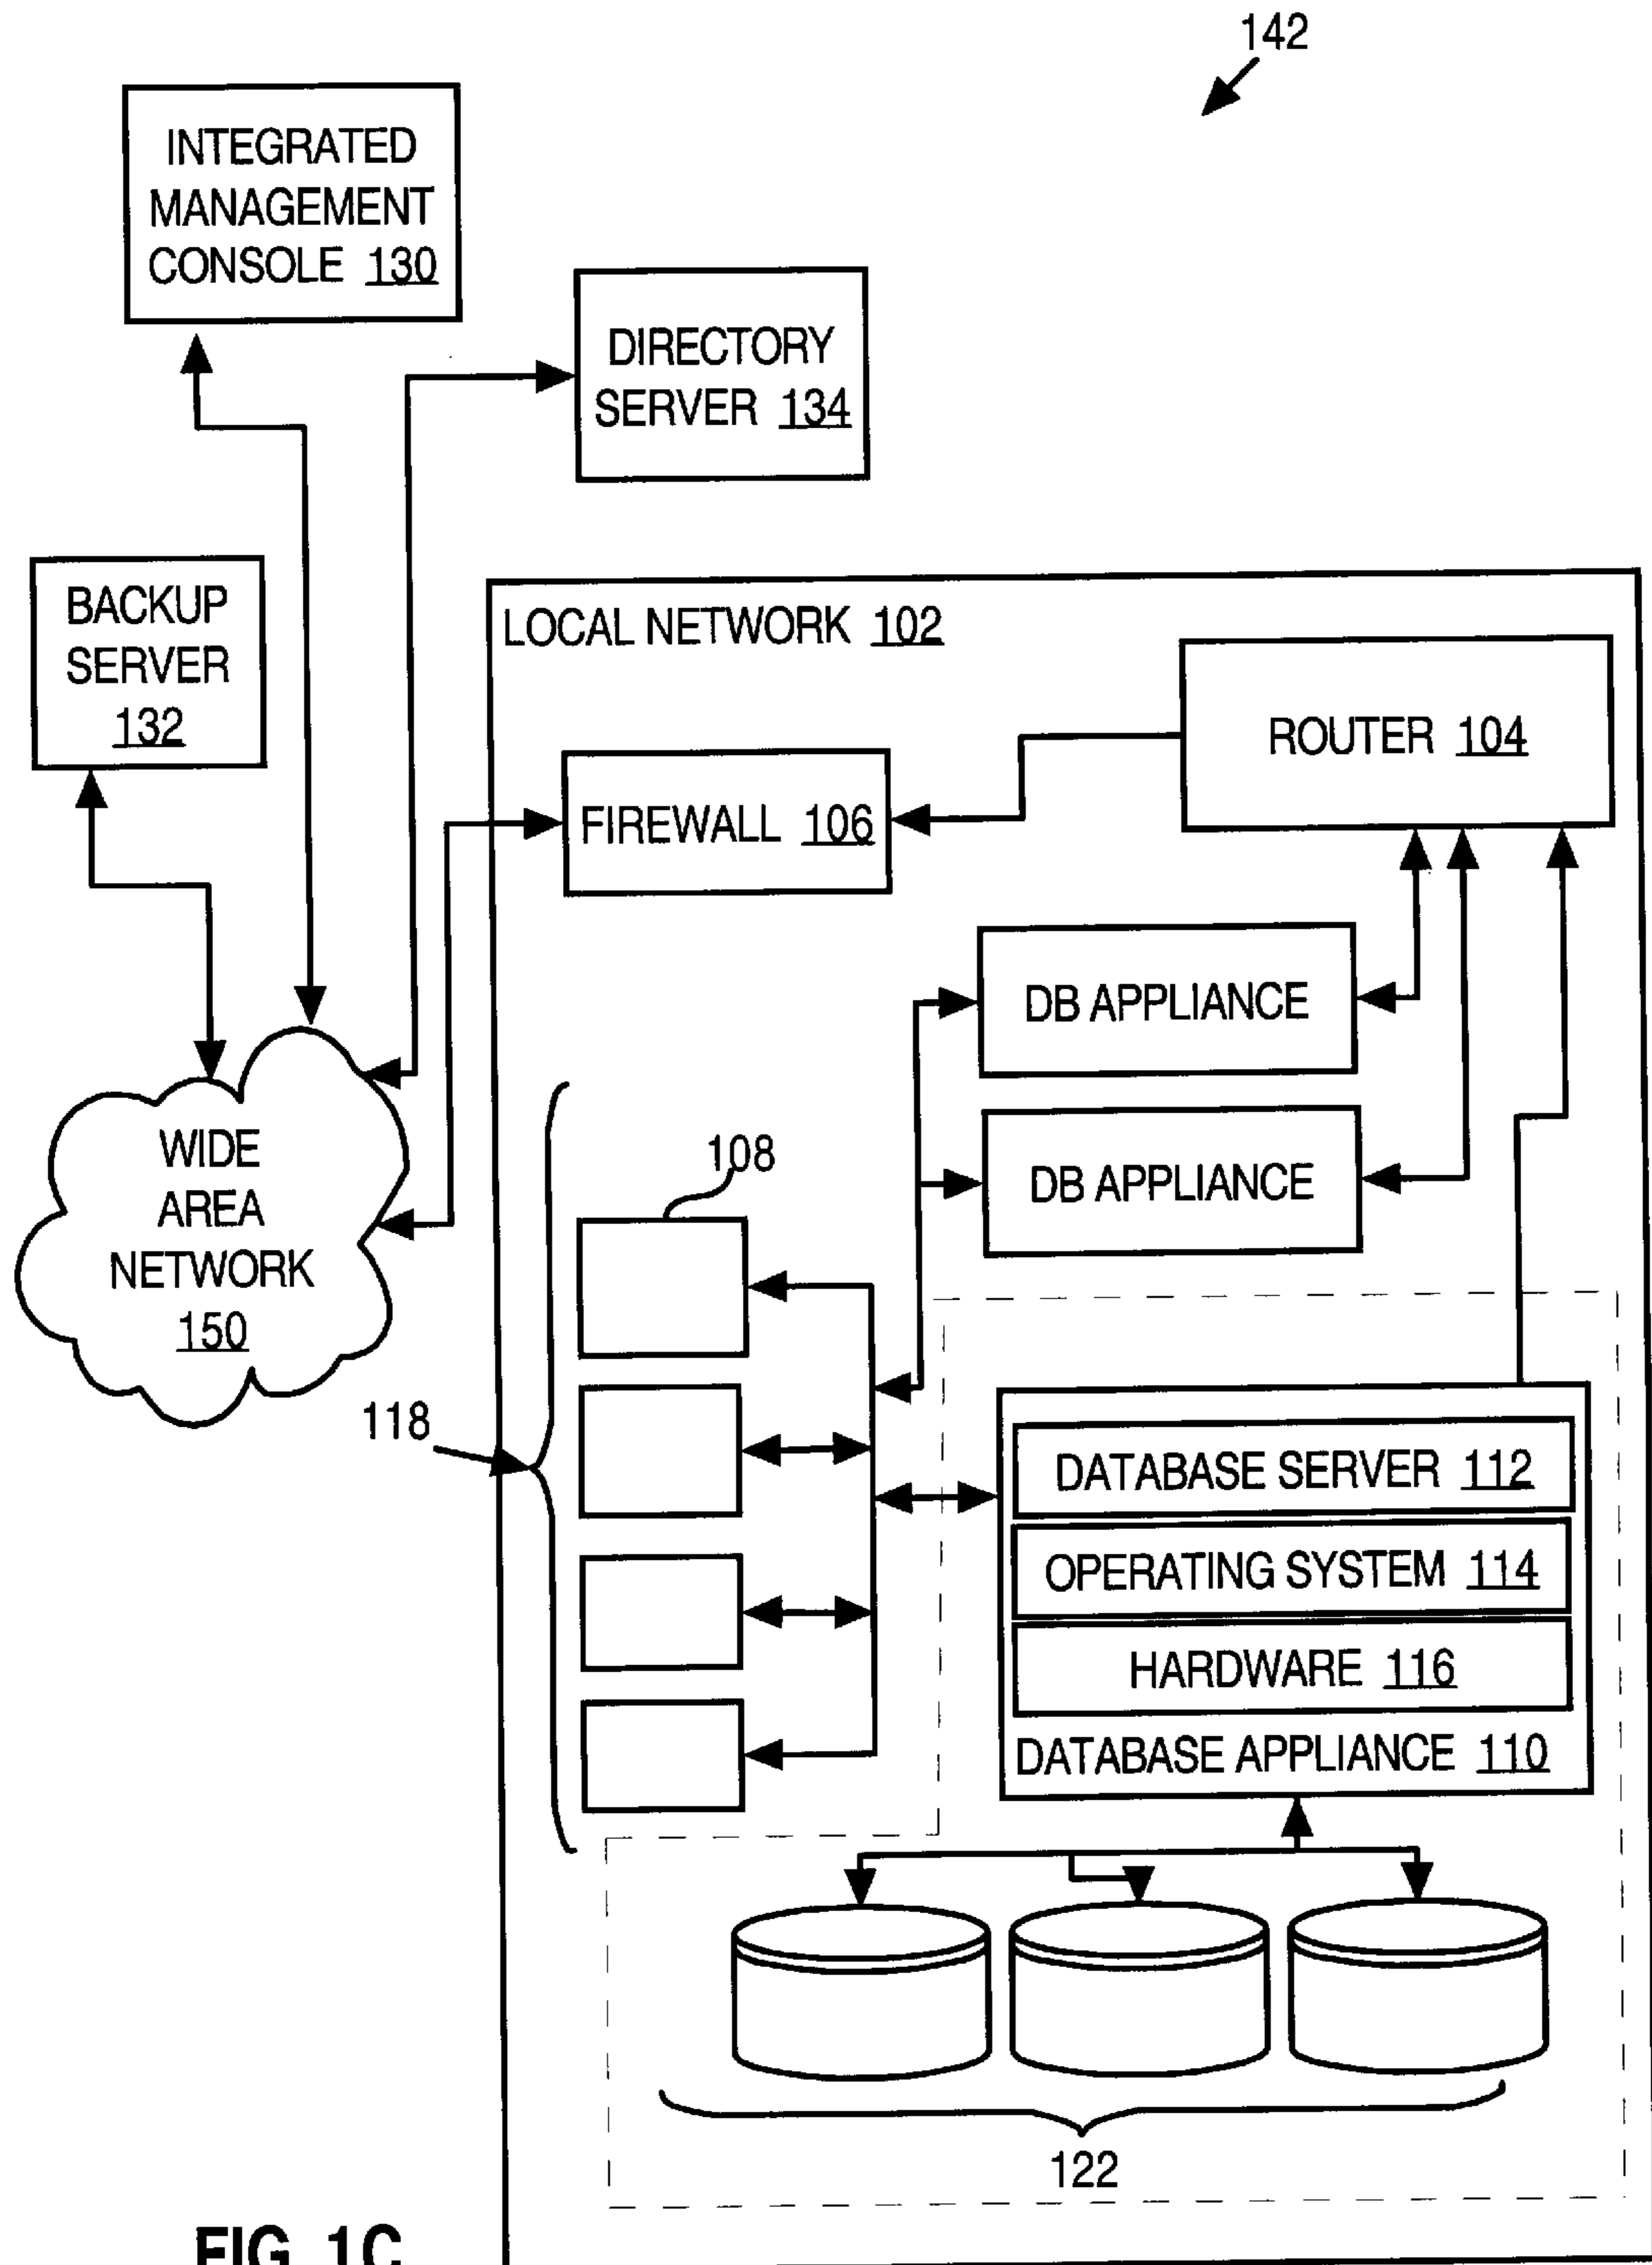 142
INTEGRATED
MANAGEMENT
CONSOLE 130
DIRECTORY
SERVER 134
BACKUP
SERVER
132
LOCAL NETWORK 102
ROUTER 104
FIREWALL 106
DB APPLIANCE
DB APPLIANCE
WIDE
AREA
NETWORK
150
108
118
DATABASE SERVER 112
OPERATING SYSTEM 114
HARDWARE 116
DATABASE APPLIANCE 110
122
FIG. 1C